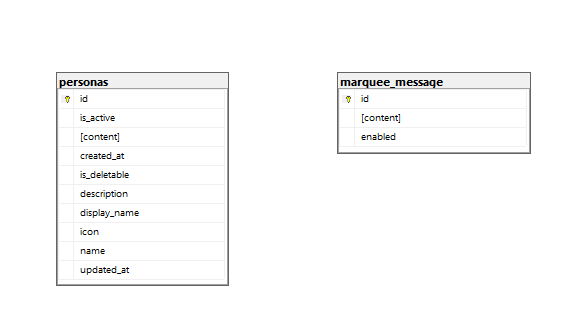 personas
id
is_active
[content]
created_at
is_deletable
description
display_name
icon
name
updated_at
marquee_message
id
[content]
enabled